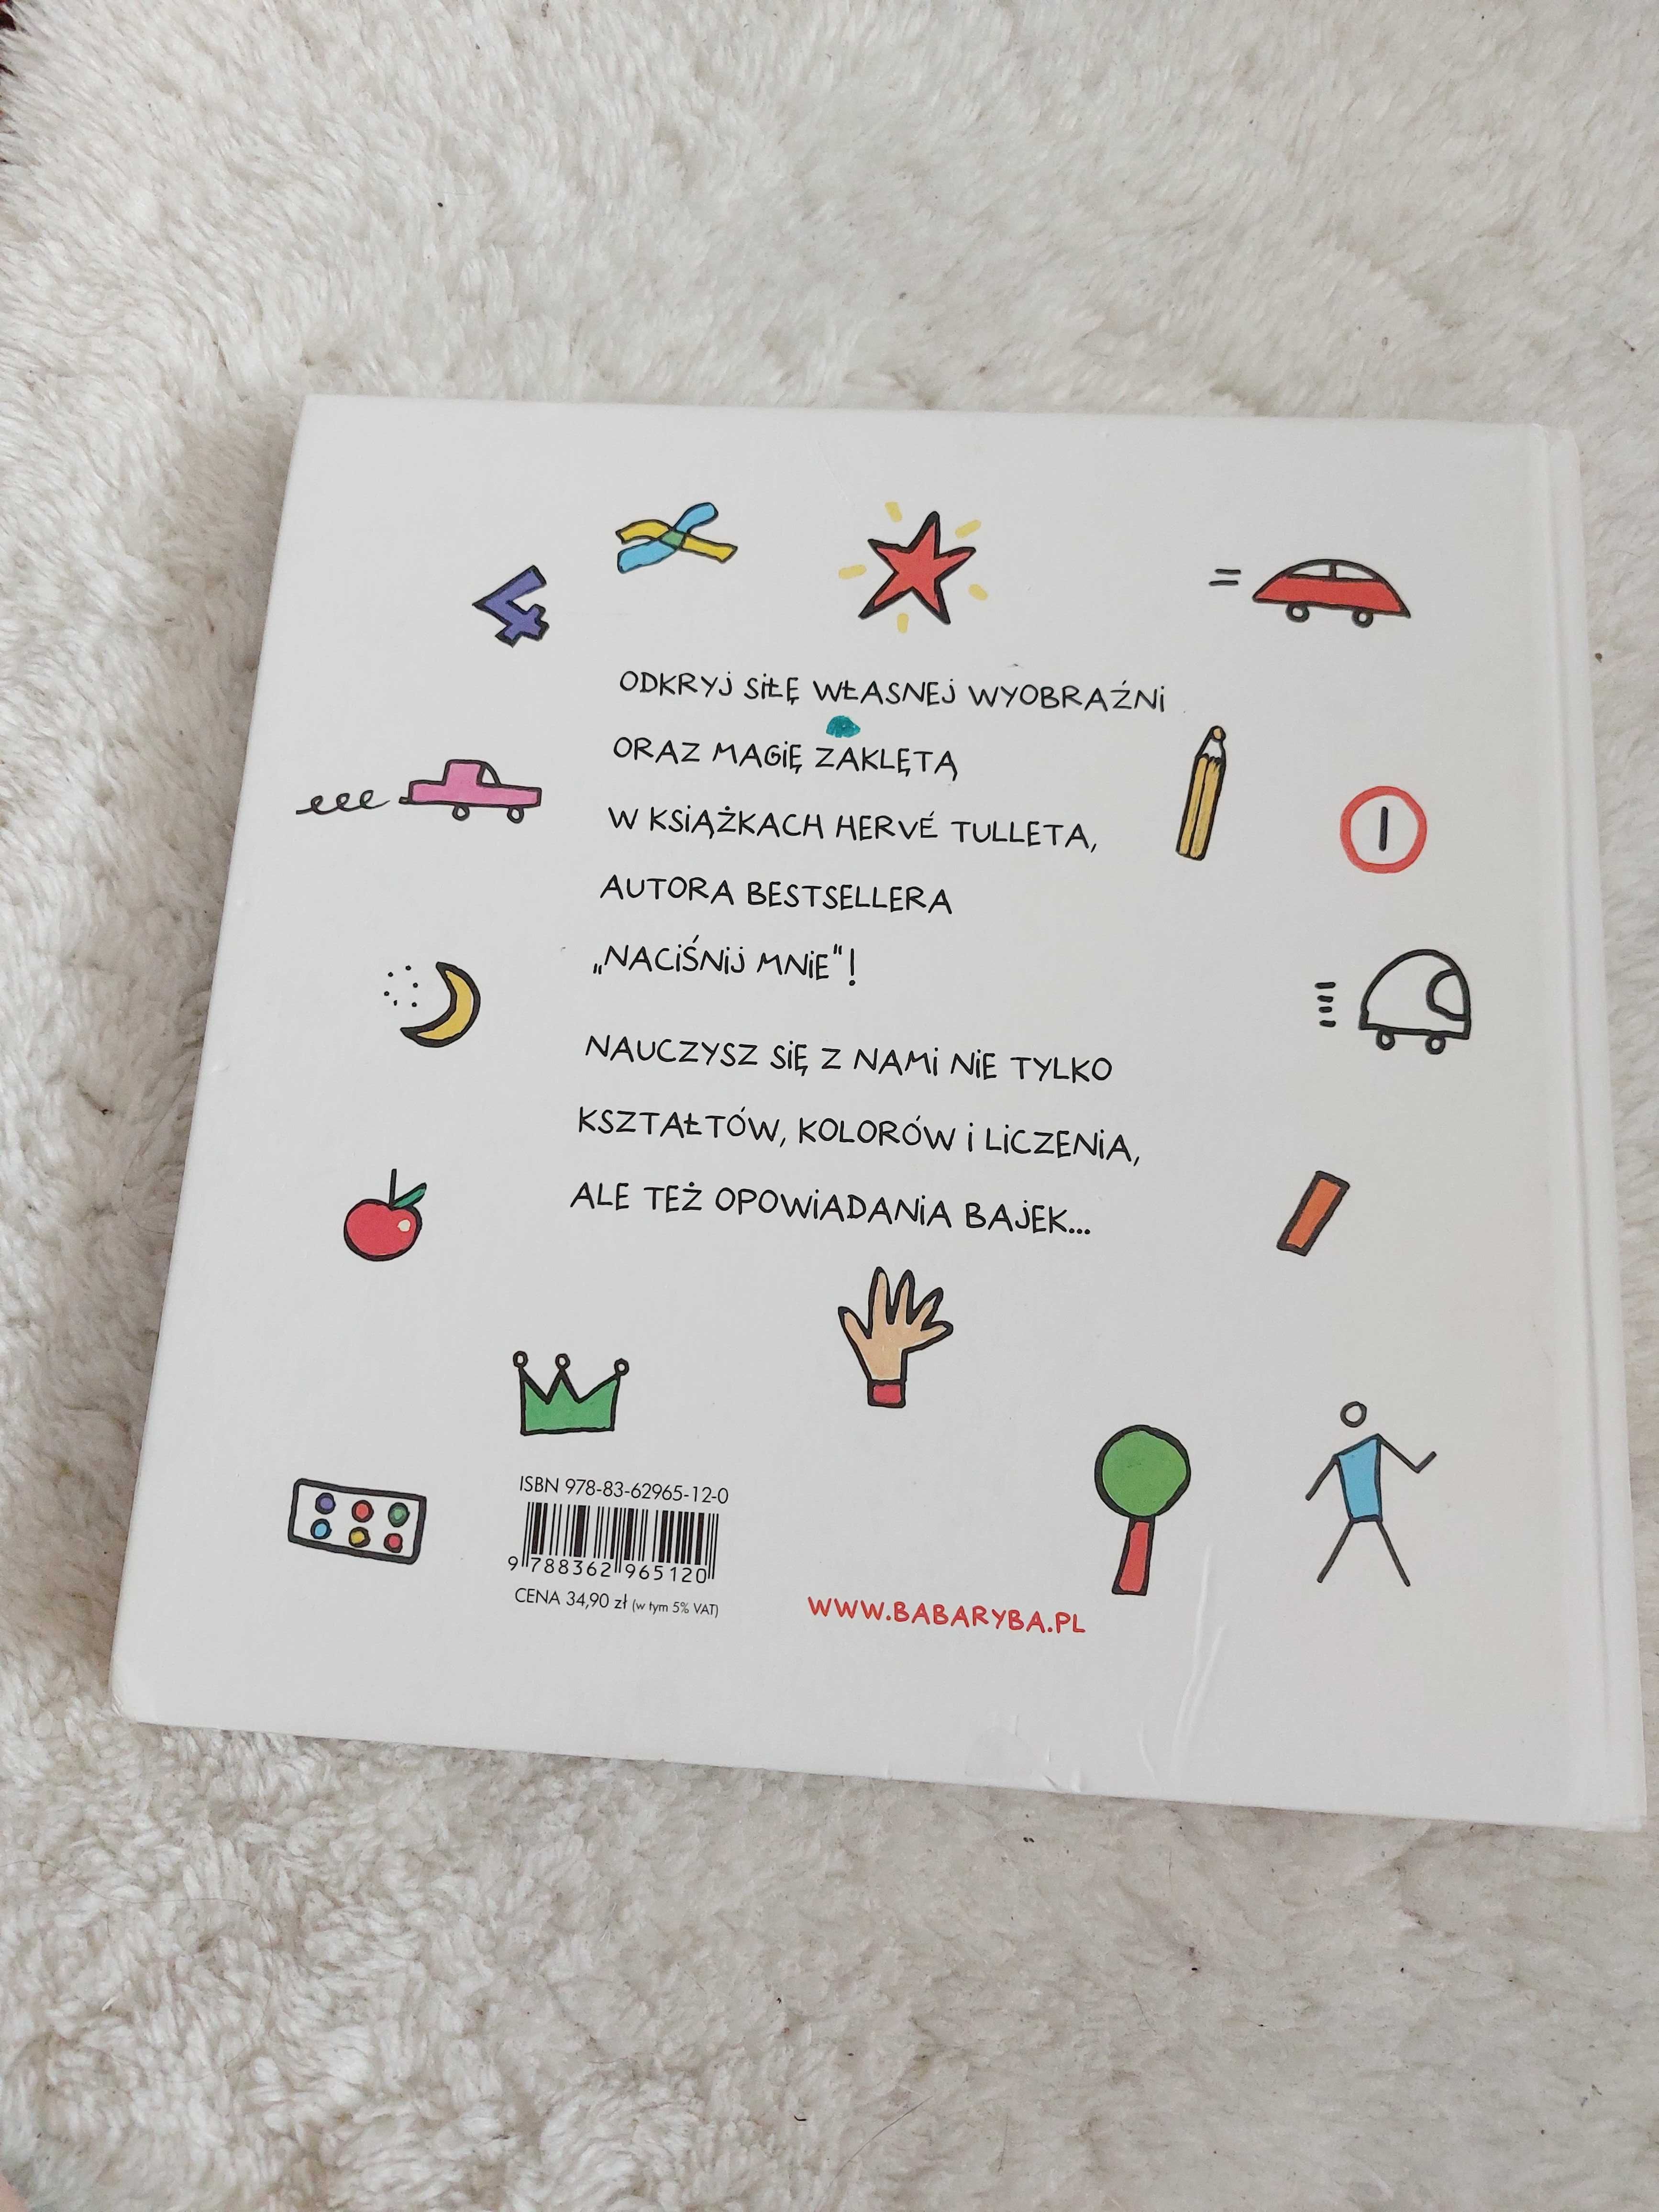 4
=
ODKRYJ SIŁĘ WŁASNEJ WYOBRAŹNI
ORAZ MAGIĘ ZAKLĘTĄ
W KSIĄŻKACH HERVÉ TULLETA,
AUTORA BESTSELLERA
„NACIŚNIJ MNIE"!
1
NAUCZYSZ SIĘ Z NAMI NIE TYLKO
KSZTAŁTÓW, KOLORÓW I LICZENIA,
ALE TEŻ OPOWIADANIA BAJEK...
ISBN 978-83-62965-12-0
9 788362 965120
CENA 34,90 zł (w tym 5% VAT)
WWW.BABARYBA.PL